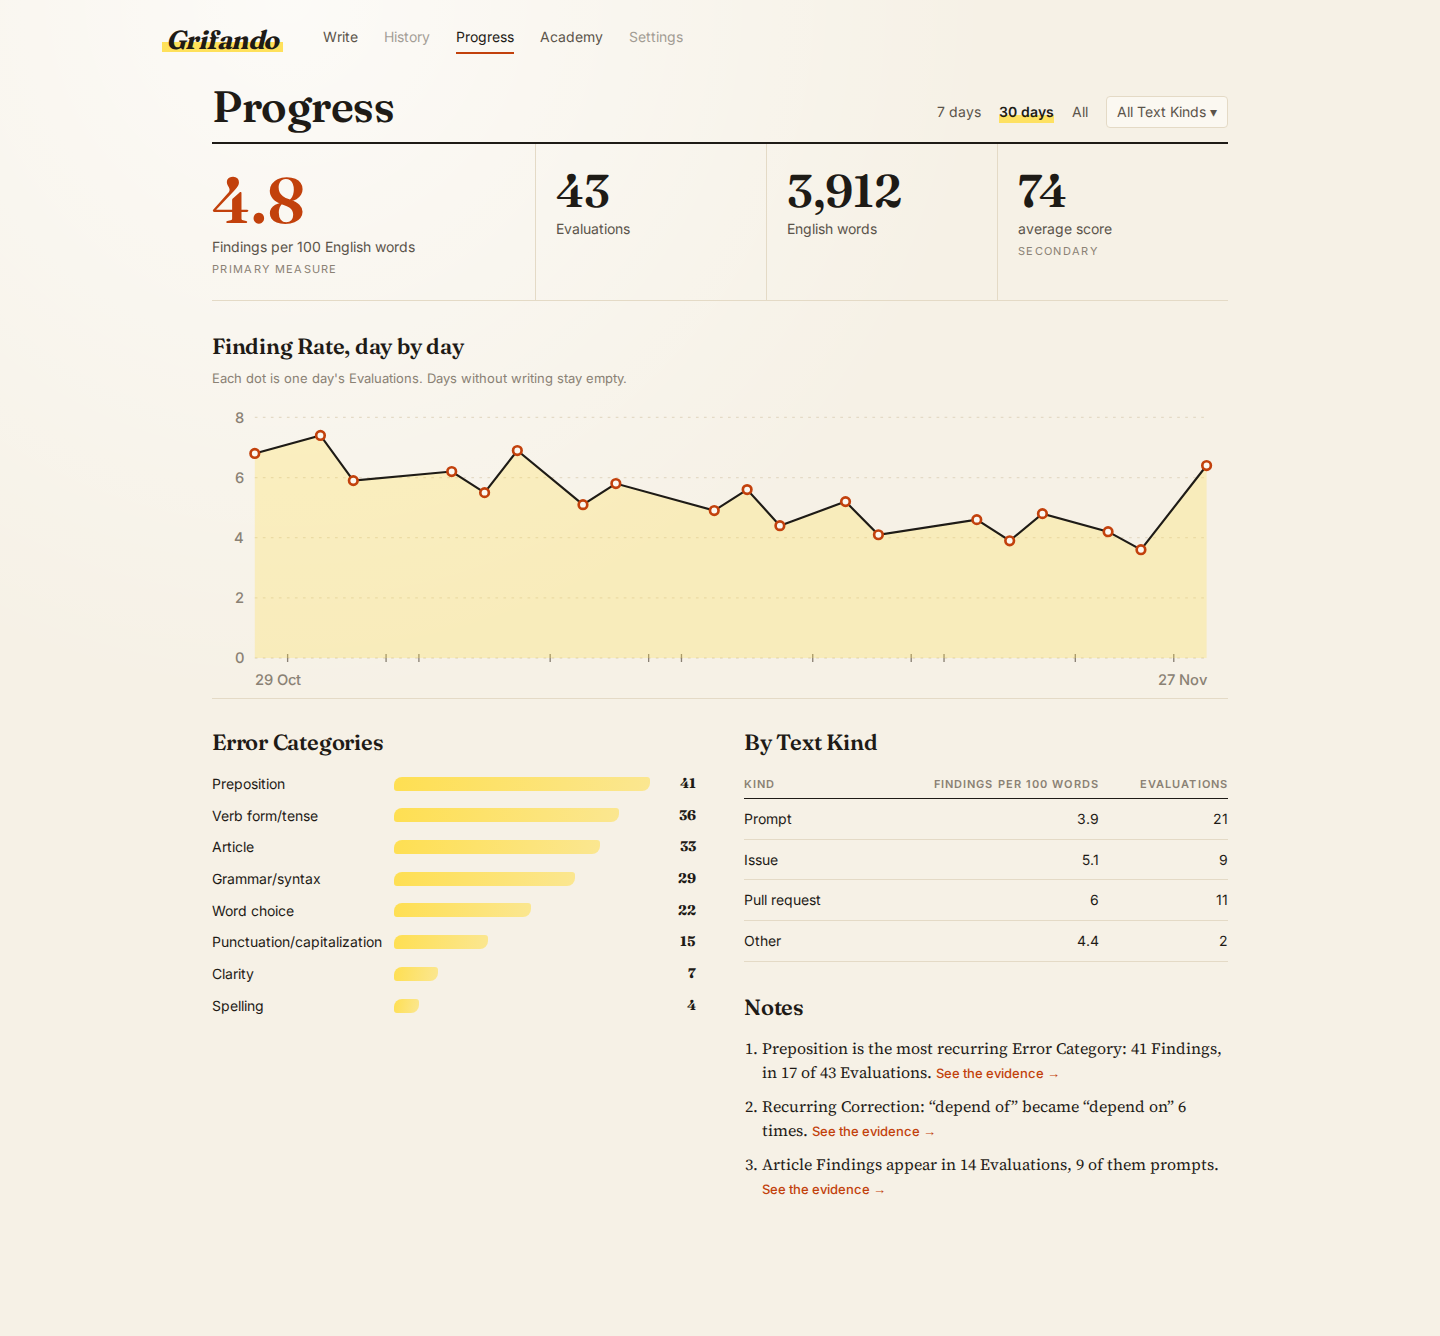 Grifando
Write History Progress Academy Settings
Progress
7 days 30 days All All Text Kinds ▾
4.8
Findings per 100 English words
PRIMARY MEASURE
43
Evaluations
3,912
English words
74
average score
SECONDARY
Finding Rate, day by day
Each dot is one day's Evaluations. Days without writing stay empty.
8
6
4
2
0
29 Oct 27 Nov
Error Categories
Preposition 41
Verb form/tense 36
Article 33
Grammar/syntax 29
Word choice 22
Punctuation/capitalization 15
Clarity 7
Spelling 4
By Text Kind
KIND FINDINGS PER 100 WORDS EVALUATIONS
Prompt 3.9 21
Issue 5.1 9
Pull request 6 11
Other 4.4 2
Notes
1. Preposition is the most recurring Error Category: 41 Findings,
in 17 of 43 Evaluations. See the evidence →
2. Recurring Correction: “depend of” became “depend on” 6
times. See the evidence →
3. Article Findings appear in 14 Evaluations, 9 of them prompts.
See the evidence →